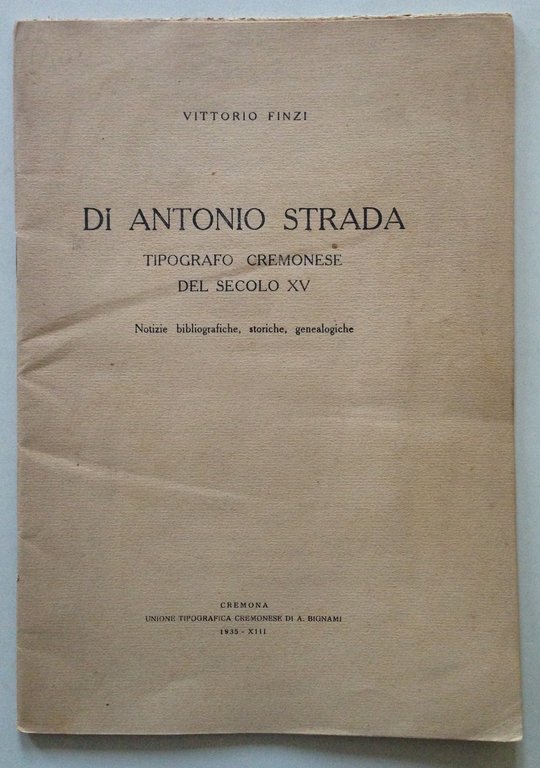 VITTORIO FINZI
DI ANTONIO STRADA
TIPOGRAFO CREMONESE
DEL SECOLO XV
Notizie bibliografiche, storiche, genealogiche
CREMONA
UNIONE TIPOGRAFICA CREMONESE DI A. BIGNAMI
1935 - XIII